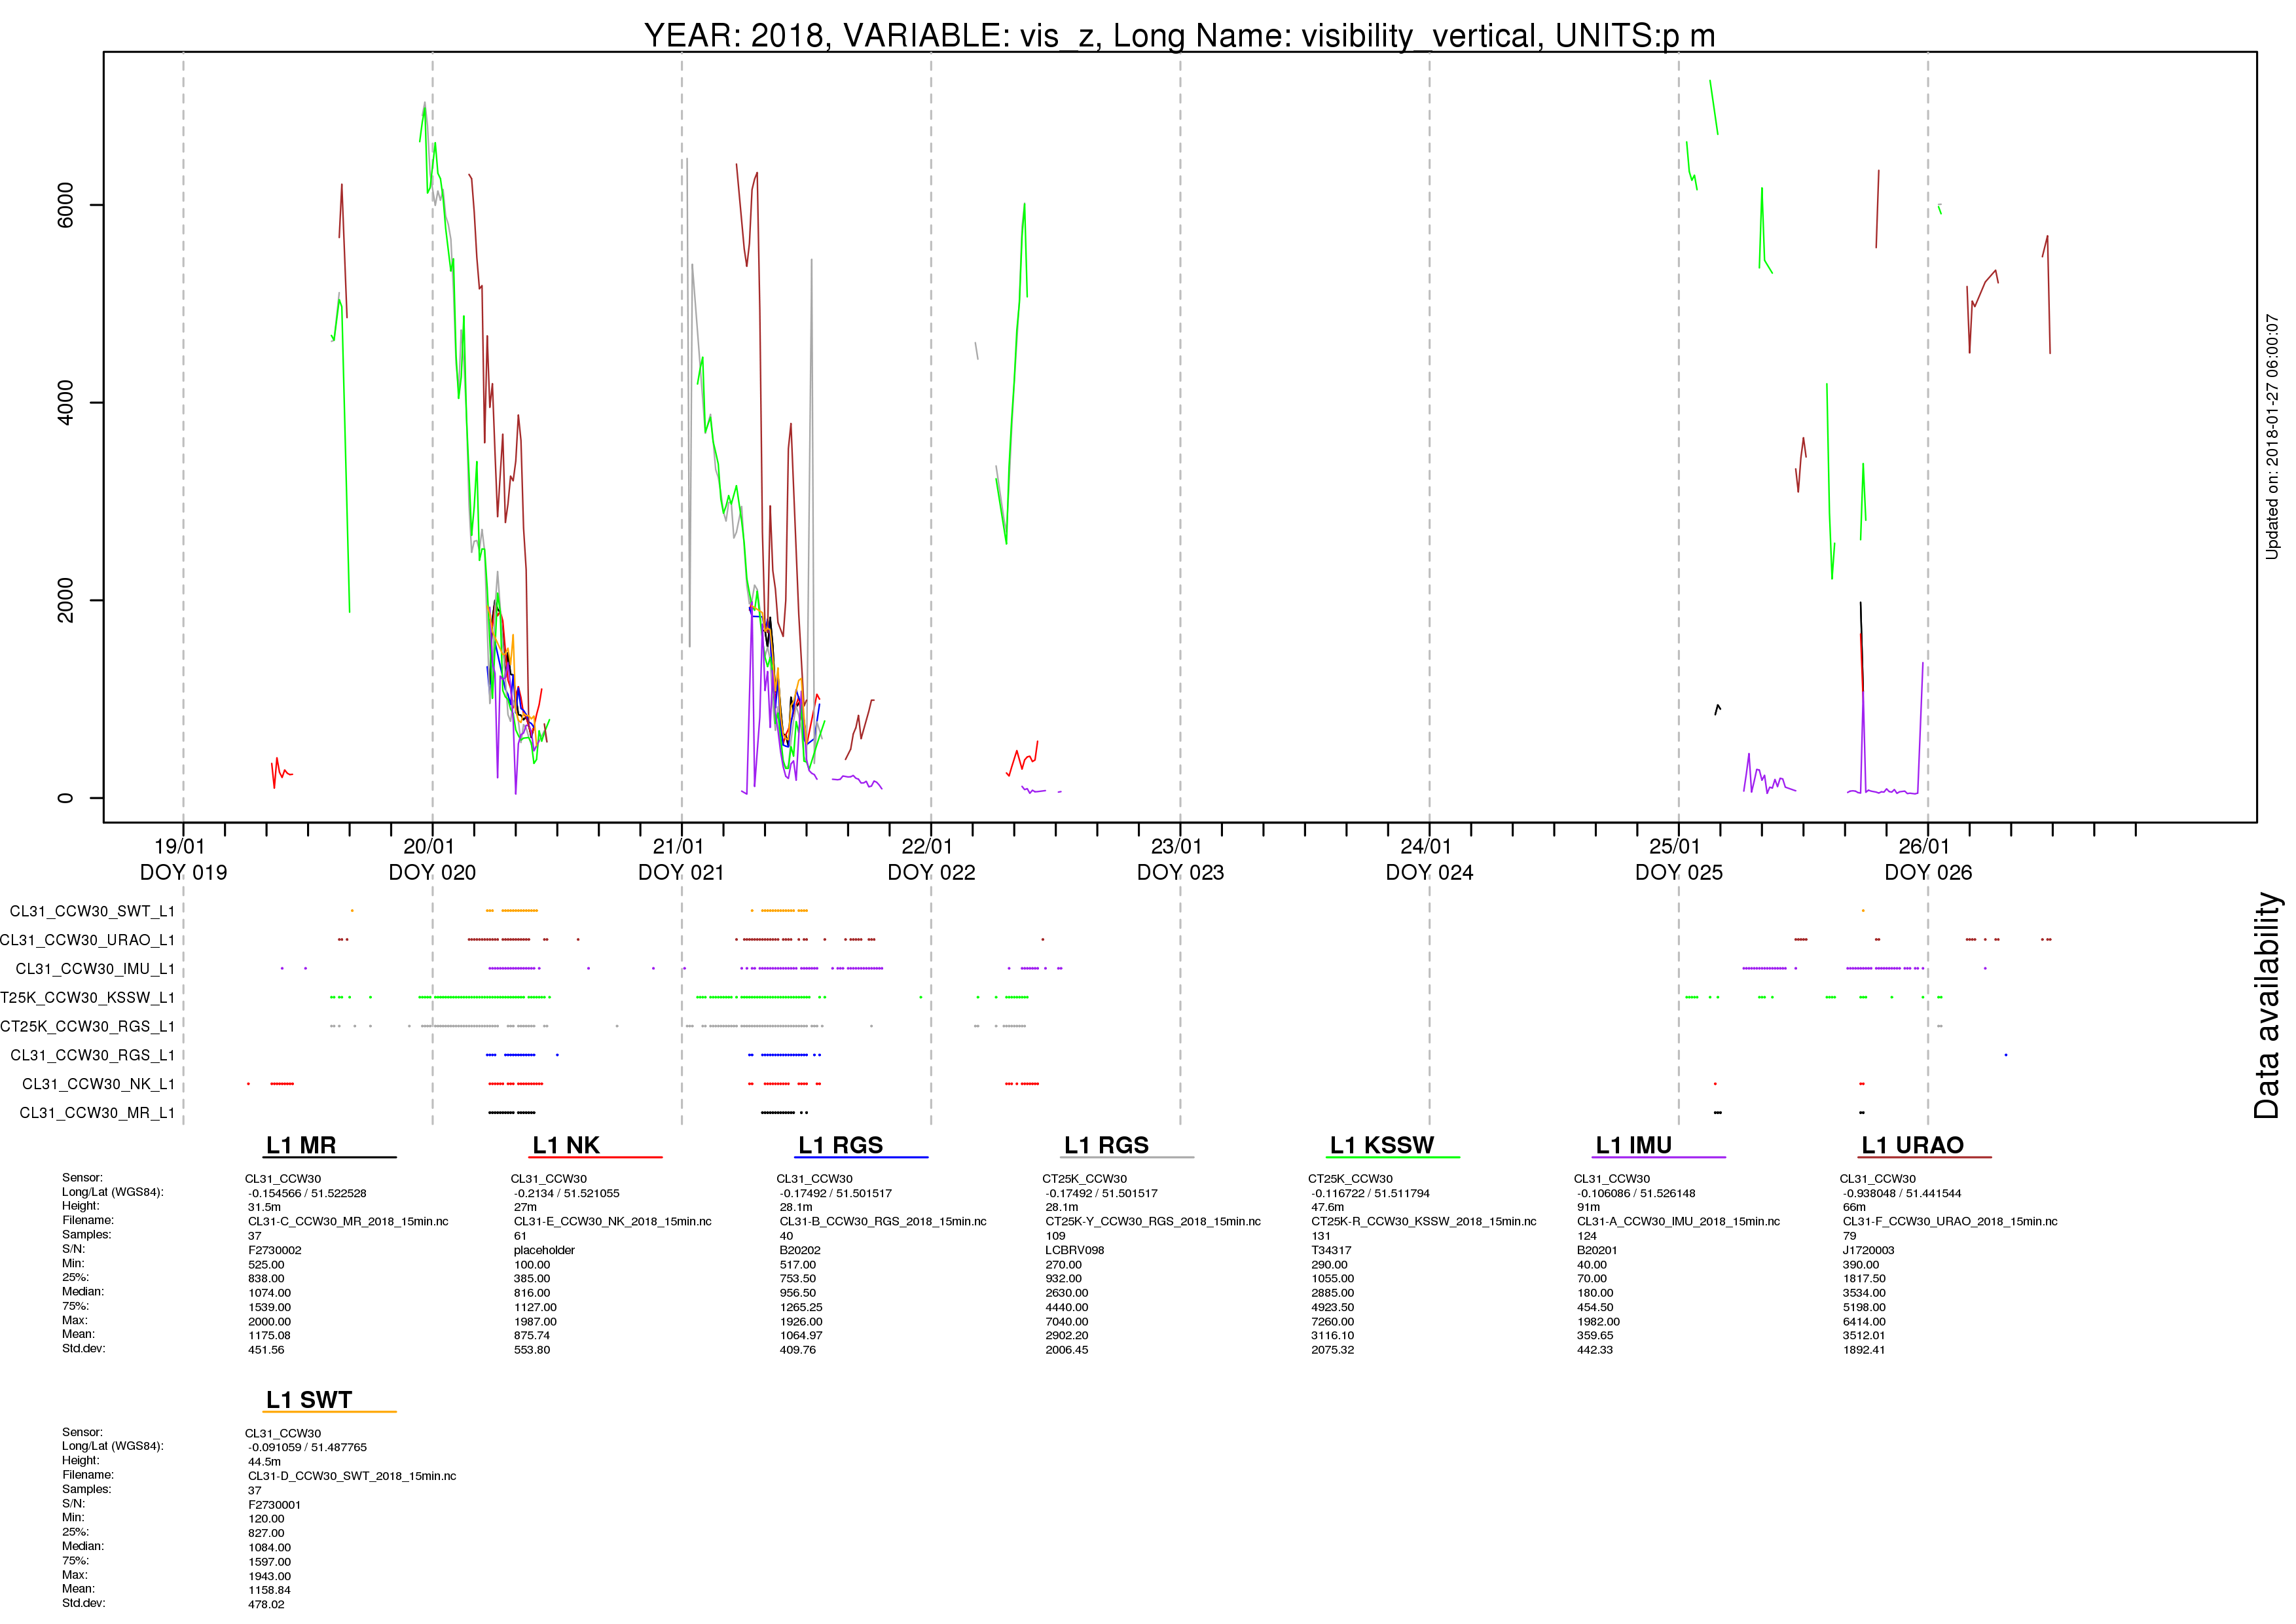 YEAR: 2018, VARIABLE: vis_z, Long Name: visibility_vertical, UNITS:p m
6000
4000
2000
0
Updated on: 2018-01-27 06:00:07
19/01 20/01 21/01 22/01 23/01 24/01 25/01 26/01
DOY 019 DOY 020 DOY 021 DOY 022 DOY 023 DOY 024 DOY 025 DOY 026
Data availability
CL31_CCW30_SWT_L1
CL31_CCW30_URAO_L1
CL31_CCW30_IMU_L1
T25K_CCW30_KSSW_L1
CT25K_CCW30_RGS_L1
CL31_CCW30_RGS_L1
CL31_CCW30_NK_L1
CL31_CCW30_MR_L1
L1 MR L1 NK L1 RGS L1 RGS L1 KSSW L1 IMU L1 URAO
Sensor: CL31_CCW30 CL31_CCW30 CL31_CCW30 CT25K_CCW30 CT25K_CCW30 CL31_CCW30 CL31_CCW30
Long/Lat (WGS84): -0.154566 / 51.522528 -0.2134 / 51.521055 -0.17492 / 51.501517 -0.17492 / 51.501517 -0.116722 / 51.511794 -0.106086 / 51.526148 -0.938048 / 51.441544
Height: 31.5m 27m 28.1m 28.1m 47.6m 91m 66m
Filename: CL31-C_CCW30_MR_2018_15min.nc CL31-E_CCW30_NK_2018_15min.nc CL31-B_CCW30_RGS_2018_15min.nc CT25K-Y_CCW30_RGS_2018_15min.nc CT25K-R_CCW30_KSSW_2018_15min.nc CL31-A_CCW30_IMU_2018_15min.nc CL31-F_CCW30_URAO_2018_15min.nc
Samples: 37 61 40 109 131 124 79
S/N: F2730002 placeholder B20202 LCBRV098 T34317 B20201 J1720003
Min: 525.00 100.00 517.00 270.00 290.00 40.00 390.00
25%: 838.00 385.00 753.50 932.00 1055.00 70.00 1817.50
Median: 1074.00 816.00 956.50 2630.00 2885.00 180.00 3534.00
75%: 1539.00 1127.00 1265.25 4440.00 4923.50 454.50 5198.00
Max: 2000.00 1987.00 1926.00 7040.00 7260.00 1982.00 6414.00
Mean: 1175.08 875.74 1064.97 2902.20 3116.10 359.65 3512.01
Std.dev: 451.56 553.80 409.76 2006.45 2075.32 442.33 1892.41
L1 SWT
Sensor: CL31_CCW30
Long/Lat (WGS84): -0.091059 / 51.487765
Height: 44.5m
Filename: CL31-D_CCW30_SWT_2018_15min.nc
Samples: 37
S/N: F2730001
Min: 120.00
25%: 827.00
Median: 1084.00
75%: 1597.00
Max: 1943.00
Mean: 1158.84
Std.dev: 478.02